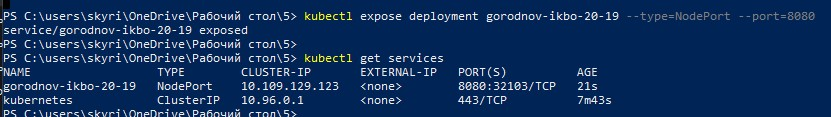 PS C:\users\skyri\OneDrive\Рабочий стол\5> kubectl expose deployment gorodnov-ikbo-20-19 --type=NodePort --port=8080
service/gorodnov-ikbo-20-19 exposed
PS C:\users\skyri\OneDrive\Рабочий стол\5>
PS C:\users\skyri\OneDrive\Рабочий стол\5> kubectl get services
NAME TYPE CLUSTER-IP EXTERNAL-IP PORT(S) AGE
gorodnov-ikbo-20-19 NodePort 10.109.129.123 <none> 8080:32103/TCP 21s
kubernetes ClusterIP 10.96.0.1 <none> 443/TCP 7m43s
PS C:\users\skyri\OneDrive\Рабочий стол\5>